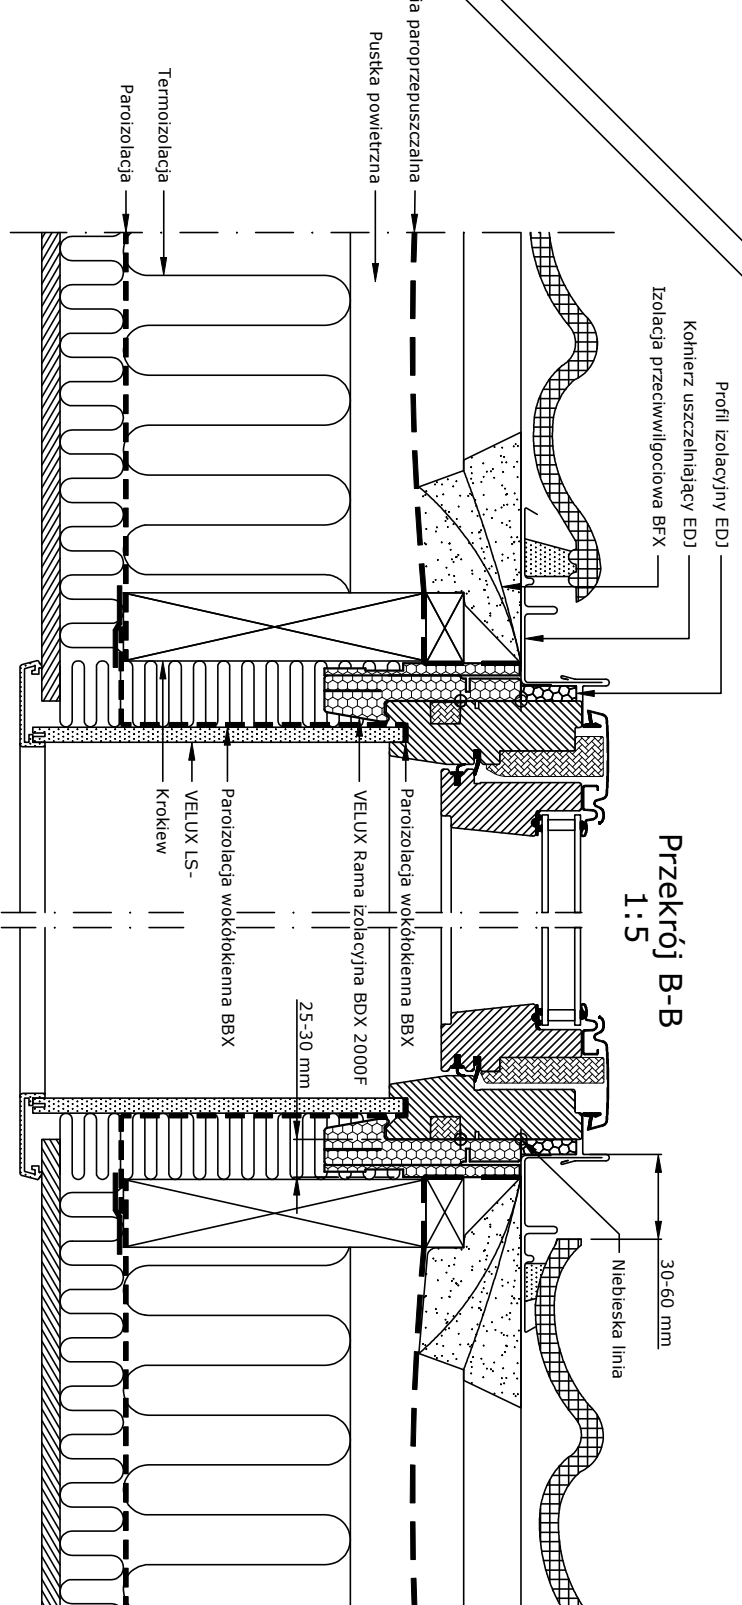 Przekrój B-B
1:5
Profil izolacyjny EDJ
Kołnierz uszczelniający EDJ
Izolacja przeciwwilgociowa BFX
ia paroprzepuszczalna
Pustka powietrzna
Termoizolacja
Paroizolacja
Paroizolacja wokółokienna BBX
VELUX Rama izolacyjna BDX 2000F
Paroizolacja wokółokienna BBX
VELUX LS-
Krokiew
25-30 mm
30-60 mm
Niebieska linia